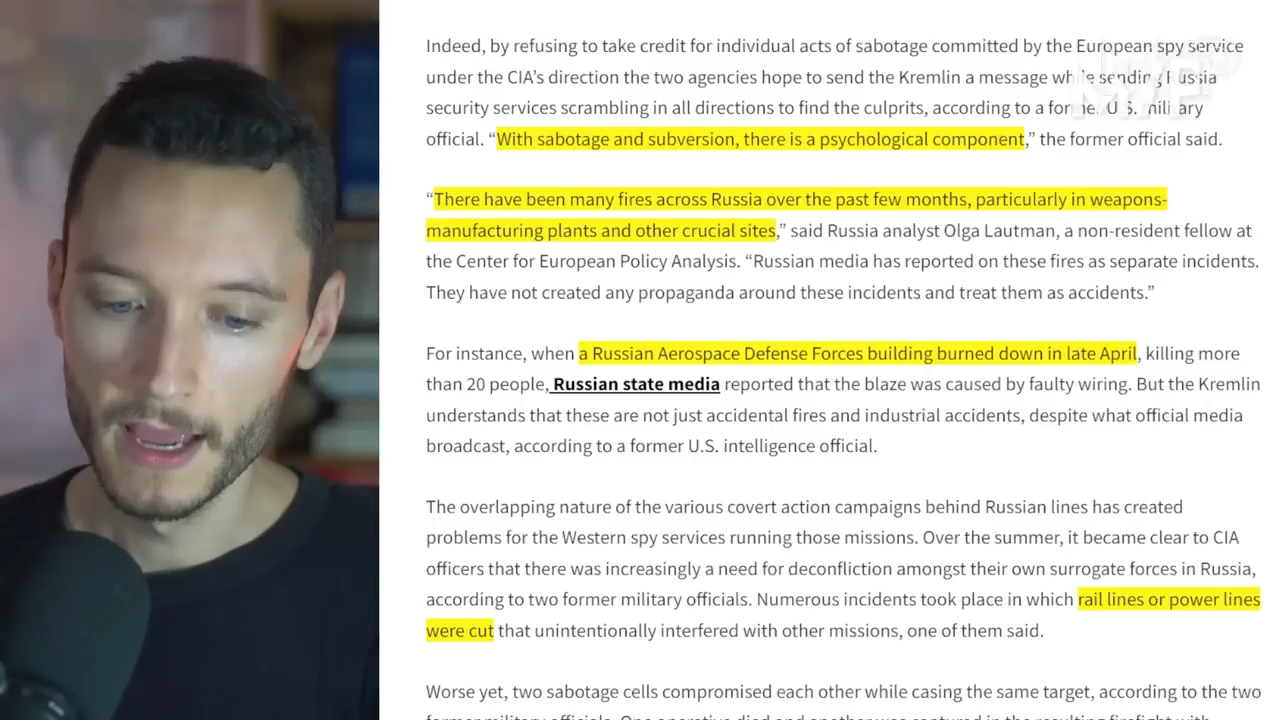 Indeed, by refusing to take credit for individual acts of sabotage committed by the European spy service
under the CIA's direction the two agencies hope to send the Kremlin a message while sending Russia
security services scrambling in all directions to find the culprits, according to a former U.S. military
official. “With sabotage and subversion, there is a psychological component,” the former official said.
“There have been many fires across Russia over the past few months, particularly in weapons-
manufacturing plants and other crucial sites,” said Russia analyst Olga Lautman, a non-resident fellow at
the Center for European Policy Analysis. “Russian media has reported on these fires as separate incidents.
They have not created any propaganda around these incidents and treat them as accidents.”
For instance, when a Russian Aerospace Defense Forces building burned down in late April, killing more
than 20 people, Russian state media reported that the blaze was caused by faulty wiring. But the Kremlin
understands that these are not just accidental fires and industrial accidents, despite what official media
broadcast, according to a former U.S. intelligence official.
The overlapping nature of the various covert action campaigns behind Russian lines has created
problems for the Western spy services running those missions. Over the summer, it became clear to CIA
officers that there was increasingly a need for deconfliction amongst their own surrogate forces in Russia,
according to two former military officials. Numerous incidents took place in which rail lines or power lines
were cut that unintentionally interfered with other missions, one of them said.
Worse yet, two sabotage cells compromised each other while casing the same target, according to the two